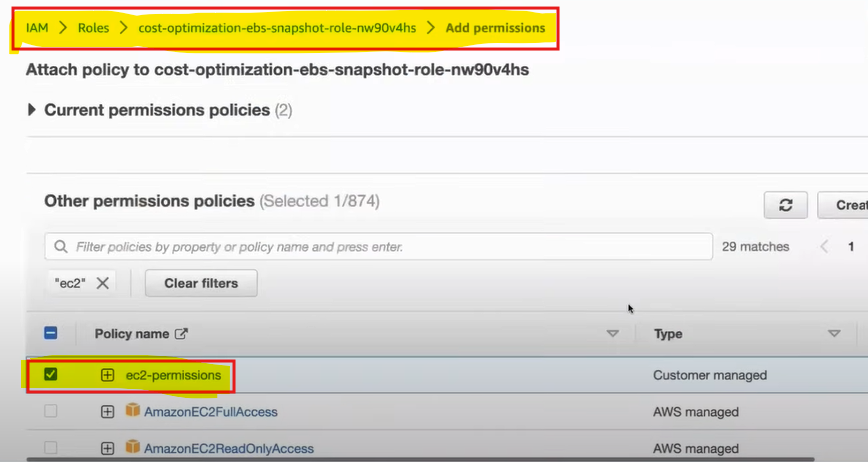 IAM > Roles > cost-optimization-ebs-snapshot-role-nw90v4hs > Add permissions
Attach policy to cost-optimization-ebs-snapshot-role-nw90v4hs
Current permissions policies (2)
Other permissions policies (Selected 1/874)
Creat
Filter policies by property or policy name and press enter.
29 matches
1
"ec2"
Clear filters
Policy name
Type
ec2-permissions
Customer managed
AmazonEC2FullAccess
AWS managed
AmazonEC2ReadOnlyAccess
AWS managed